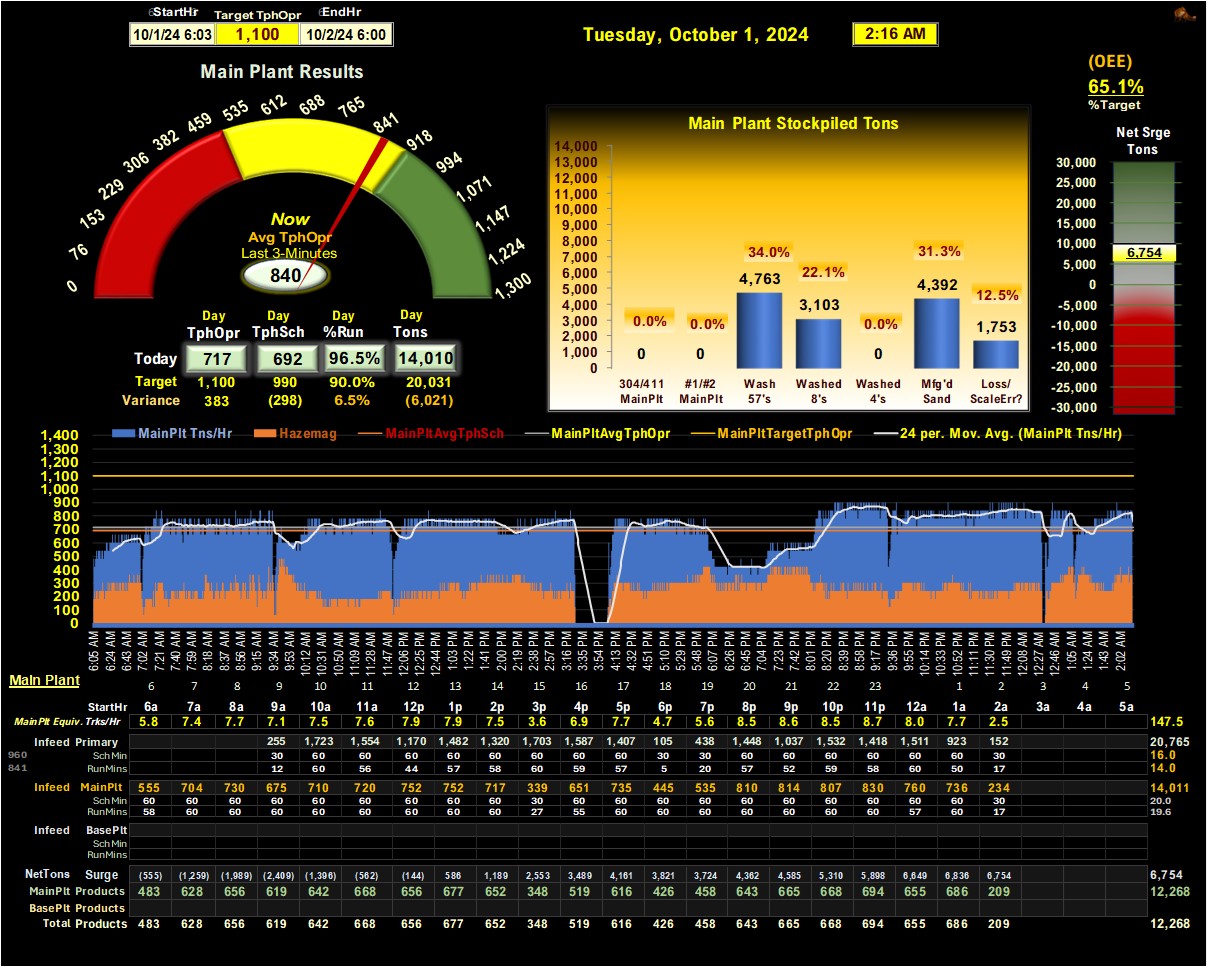 StartHr Target TphOpr EndHr
10/1/24 6:03 1,100 10/2/24 6:00
Tuesday, October 1, 2024 2:16 AM
(OEE)
65.1%
%Target
Main Plant Results
0 76 153 229 306 382 459 535 612 688 765 841 918 994 1,071 1,147 1,224 1,300
Now
Avg TphOpr
Last 3-Minutes
840
Day Day Day Day
TphOpr TphSch %Run Tons
Today 717 692 96.5% 14,010
Target 1,100 990 90.0% 20,031
Variance 383 (298) 6.5% (6,021)
Main Plant Stockpiled Tons
14,000
13,000
12,000
11,000
10,000
9,000
8,000
7,000
6,000
5,000
4,000
3,000
2,000
1,000
0
0.0% 0.0% 34.0% 22.1% 0.0% 31.3% 12.5%
0 0 4,763 3,103 0 4,392 1,753
304/411 #1/#2 Wash Washed Washed Mfg'd Loss/
MainPlt MainPlt 57's 8's 4's Sand ScaleErr?
Net Srge
Tons
30,000
25,000
20,000
15,000
10,000
6,754
5,000
0
-5,000
-10,000
-15,000
-20,000
-25,000
-30,000
MainPlt Tns/Hr Hazemag MainPltAvgTphSch MainPltAvgTphOpr MainPltTargetTphOpr 24 per. Mov. Avg. (MainPlt Tns/Hr)
1,400
1,300
1,200
1,100
1,000
900
800
700
600
500
400
300
200
100
0
6:05 AM 6:24 AM 6:43 AM 7:02 AM 7:21 AM 7:40 AM 7:59 AM 8:18 AM 8:37 AM 8:56 AM 9:15 AM 9:34 AM 9:53 AM 10:12 AM 10:31 AM 10:50 AM 11:09 AM 11:28 AM 11:47 AM 12:06 PM 12:25 PM 12:44 PM 1:03 PM 1:22 PM 1:41 PM 2:00 PM 2:19 PM 2:38 PM 2:57 PM 3:16 PM 3:35 PM 3:54 PM 4:13 PM 4:32 PM 4:51 PM 5:10 PM 5:29 PM 5:48 PM 6:07 PM 6:26 PM 6:45 PM 7:04 PM 7:23 PM 7:42 PM 8:01 PM 8:20 PM 8:39 PM 8:58 PM 9:17 PM 9:36 PM 9:55 PM 10:14 PM 10:33 PM 10:52 PM 11:11 PM 11:30 PM 11:49 PM 12:08 AM 12:27 AM 12:46 AM 1:05 AM 1:24 AM 1:43 AM 2:02 AM
Main Plant
6 7 8 9 10 11 12 13 14 15 16 17 18 19 20 21 22 23 1 2 3 4 5
StartHr 6a 7a 8a 9a 10a 11a 12p 1p 2p 3p 4p 5p 6p 7p 8p 9p 10p 11p 12a 1a 2a 3a 4a 5a
MainPlt Equiv. Trks/Hr 5.8 7.4 7.7 7.1 7.5 7.6 7.9 7.9 7.5 3.6 6.9 7.7 4.7 5.6 8.5 8.6 8.5 8.7 8.0 7.7 2.5 147.5
Infeed Primary 255 1,723 1,554 1,170 1,482 1,320 1,703 1,587 1,407 105 438 1,448 1,037 1,532 1,418 1,511 923 152 20,765
960 SchMin 30 60 60 60 60 60 60 60 60 30 30 60 60 60 60 60 60 30 16.0
841 RunMins 12 60 56 44 57 58 60 59 57 5 20 57 52 59 58 60 50 17 14.0
Infeed MainPlt 555 704 730 675 710 720 752 752 717 339 651 735 445 535 810 814 807 830 760 736 234 14,011
SchMin 60 60 60 60 60 60 60 60 60 30 60 60 60 60 60 60 60 60 60 60 30 20.0
RunMins 58 60 60 60 60 60 60 60 60 27 55 60 60 60 60 60 60 60 57 60 17 19.6
Infeed BasePlt
SchMin
RunMins
NetTons Surge (555) (1,259) (1,989) (2,409) (1,396) (562) (144) 586 1,189 2,553 3,489 4,161 3,821 3,724 4,362 4,585 5,310 5,898 6,649 6,836 6,754 6,754
MainPlt Products 483 628 656 619 642 668 656 677 652 348 519 616 426 458 643 665 668 694 655 686 209 12,268
BasePlt Products
Total Products 483 628 656 619 642 668 656 677 652 348 519 616 426 458 643 665 668 694 655 686 209 12,268